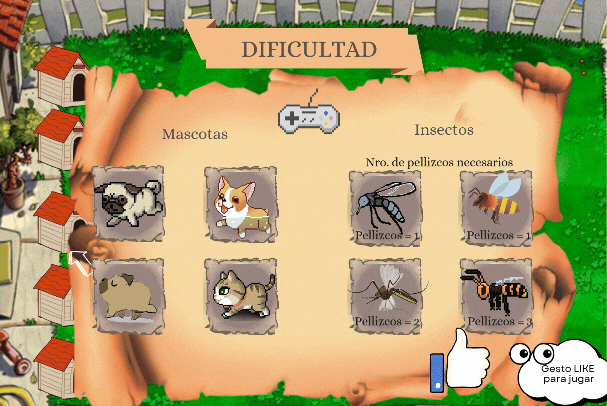 DIFICULTAD
Mascotas
Insectos
Nro. de pellizcos necesarios
Pellizcos = 1
Pellizcos = 1
Pellizcos = 2
Pellizcos = 3
Gesto LIKE
para jugar